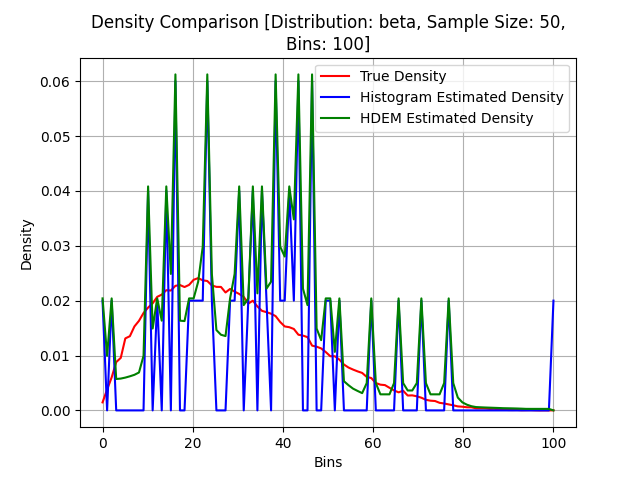 Density Comparison [Distribution: beta, Sample Size: 50,
Bins: 100]
True Density
Histogram Estimated Density
HDEM Estimated Density
Density
0.06
0.05
0.04
0.03
0.02
0.01
0.00
0 20 40 60 80 100
Bins